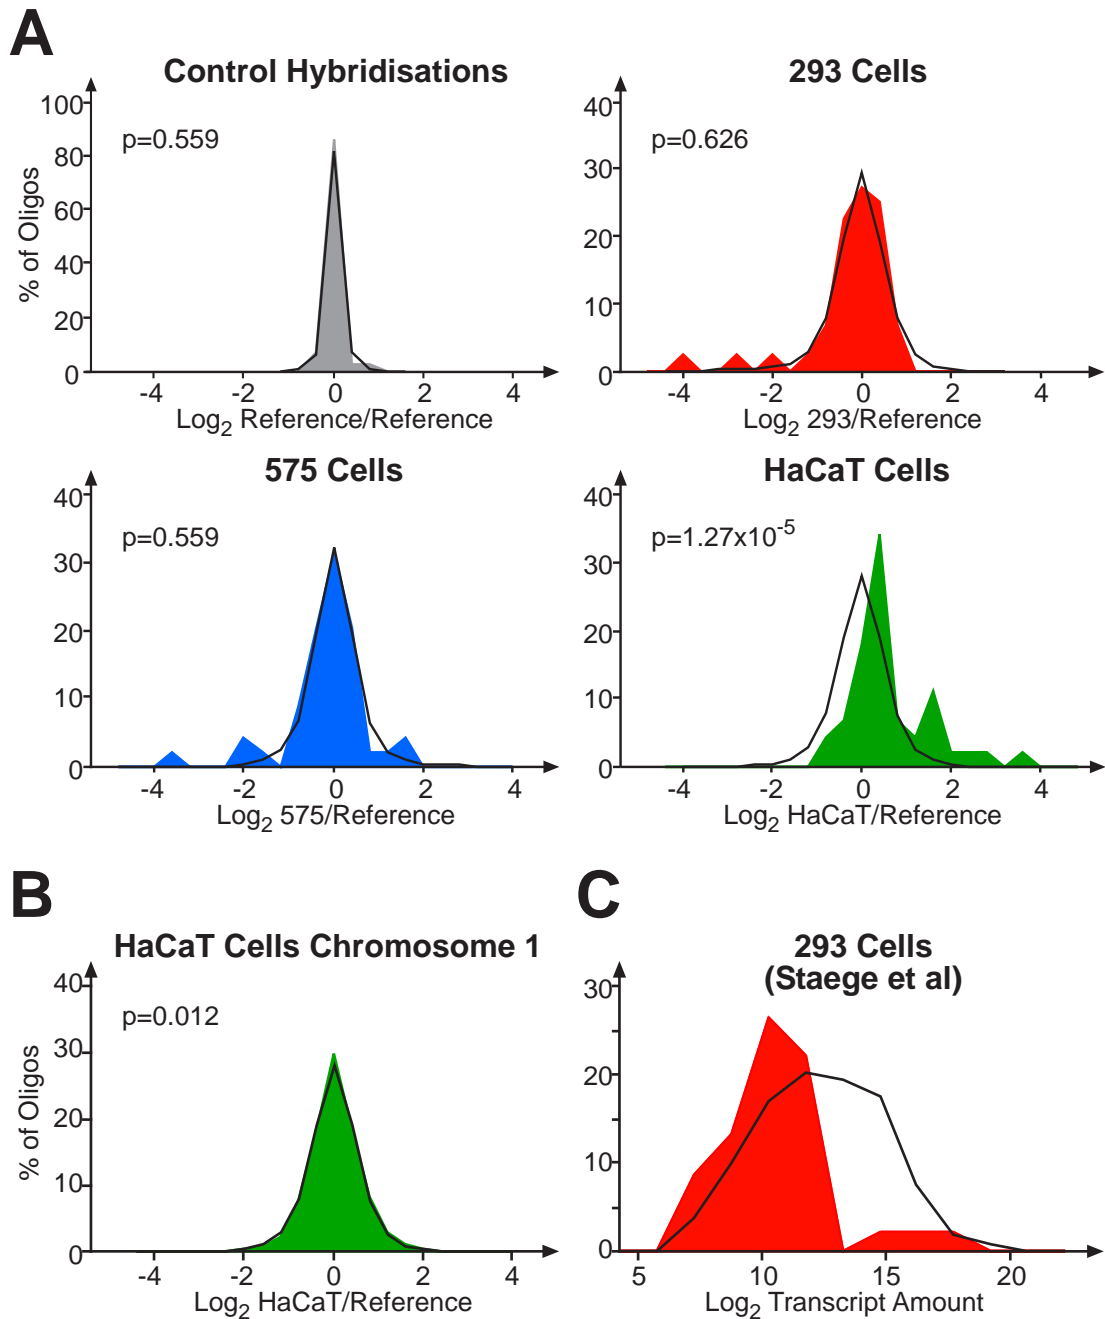 A
Control Hybridisations
p=0.559
100
80
60
40
20
0
% of Oligos
-4 -2 0 2 4
Log2 Reference/Reference
293 Cells
p=0.626
40
30
20
10
0
-4 -2 0 2 4
Log2 293/Reference
575 Cells
p=0.559
40
30
20
10
0
-4 -2 0 2 4
Log2 575/Reference
HaCaT Cells
p=1.27x10-5
40
30
20
10
0
-4 -2 0 2 4
Log2 HaCaT/Reference
B
HaCaT Cells Chromosome 1
p=0.012
40
30
20
10
0
% of Oligos
-4 -2 0 2 4
Log2 HaCaT/Reference
C
293 Cells
(Staege et al)
30
20
10
0
5 10 15 20
Log2 Transcript Amount